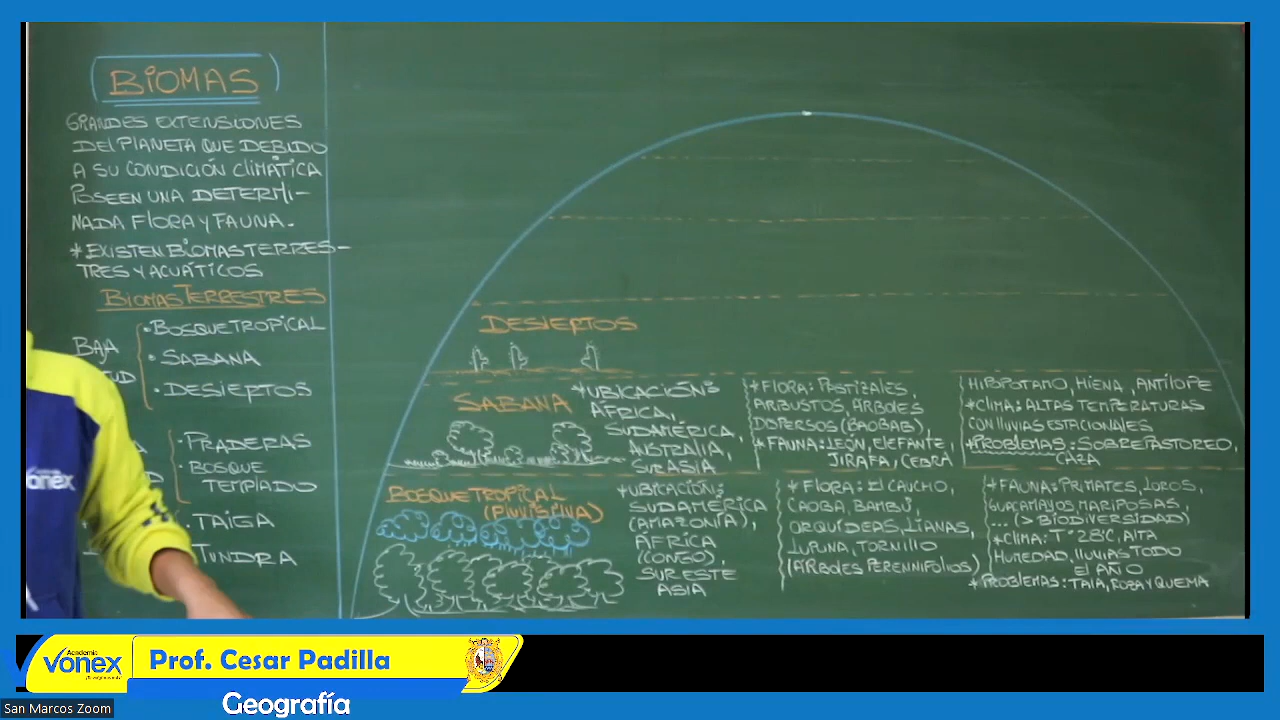 BIOMAS
GRANDES EXTENSIONES
DEL PLANETA QUE DEBIDO
A SU CONDICIÓN CLIMÁTICA
POSEEN UNA DETERMI-
NADA FLORA Y FAUNA.
* EXISTEN BIOMAS TERRES-
TRES Y ACUÁTICOS
BIOMAS TERRESTRES
BAJA
UD
• BOSQUE TROPICAL
• SABANA
• DESIERTOS
• PRADERAS
• BOSQUE
TEMPLADO
• TAIGA
TUNDRA
DESIERTOS
SABANA
* UBICACIÓN:
ÁFRICA,
SUDAMÉRICA,
AUSTRALIA,
SURASIA
* FLORA: PASTIZALES,
ARBUSTOS, ÁRBOLES
DISPERSOS (BAOBAB),
* FAUNA: LEÓN, ELEFANTE,
JIRAFA, CEBRA
HIPOPÓTAMO, HIENA, ANTÍLOPE
* CLIMA: ALTAS TEMPERATURAS
CON LLUVIAS ESTACIONALES
* PROBLEMAS: SOBREPASTOREO,
CAZA
BOSQUE TROPICAL
(PLUVISILVA)
* UBICACIÓN:
SUDAMÉRICA
(AMAZONÍA),
ÁFRICA
(CONGO),
SURESTE
ASIA
* FLORA: EL CAUCHO,
CAOBA, BAMBÚ,
ORQUÍDEAS, LIANAS,
LUPUNA, TORNILLO
(ÁRBOLES PERENNIFOLIOS)
* FAUNA: PRIMATES, LOROS,
GUACAMAYOS, MARIPOSAS,
... (> BIODIVERSIDAD)
* CLIMA: T° 28°C, ALTA
HUMEDAD, LLUVIAS TODO
EL AÑO
* PROBLEMAS: TALA, ROZA Y QUEMA
vonex
Academia
vonex
Prof. Cesar Padilla
Geografía
San Marcos Zoom